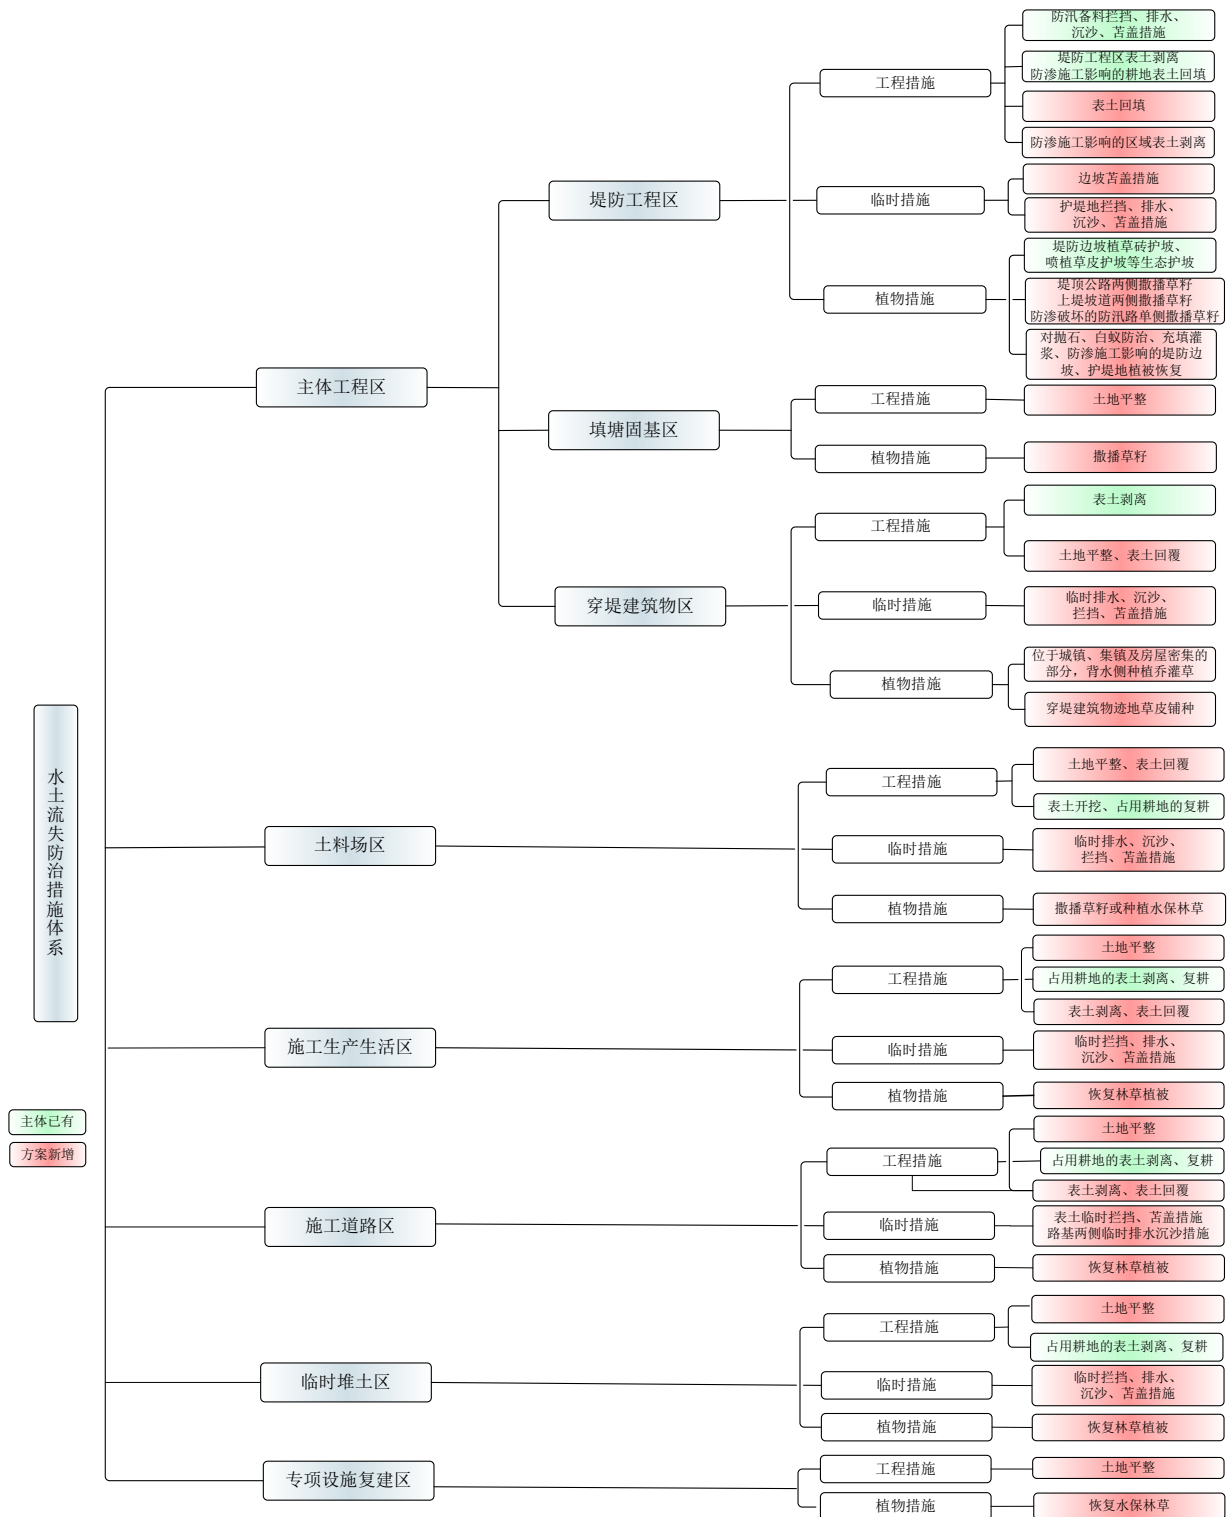 水土流失防治措施体系
主体已有
方案新增
主体工程区
堤防工程区
工程措施
防汛备料拦挡、排水、
沉沙、苫盖措施
堤防工程区表土剥离
防渗施工影响的耕地表土回填
表土回填
防渗施工影响的区域表土剥离
临时措施
边坡苫盖措施
护堤地拦挡、排水、
沉沙、苫盖措施
植物措施
堤防边坡植草砖护坡、
喷植草皮护坡等生态护坡
堤顶公路两侧撒播草籽
上堤坡道两侧撒播草籽
防渗破坏的防汛路单侧撒播草籽
对抛石、白蚁防治、充填灌
浆、防渗施工影响的堤防边
坡、护堤地植被恢复
填塘固基区
工程措施
土地平整
植物措施
撒播草籽
穿堤建筑物区
工程措施
表土剥离
土地平整、表土回覆
临时措施
临时排水、沉沙、
拦挡、苫盖措施
植物措施
位于城镇、集镇及房屋密集的
部分，背水侧种植乔灌草
穿堤建筑物迹地草皮铺种
土料场区
工程措施
土地平整、表土回覆
表土开挖、占用耕地的复耕
临时措施
临时排水、沉沙、
拦挡、苫盖措施
植物措施
撒播草籽或种植水保林草
施工生产生活区
工程措施
土地平整
占用耕地的表土剥离、复耕
表土剥离、表土回覆
临时措施
临时拦挡、排水、
沉沙、苫盖措施
植物措施
恢复林草植被
施工道路区
工程措施
土地平整
占用耕地的表土剥离、复耕
表土剥离、表土回覆
临时措施
表土临时拦挡、苫盖措施
路基两侧临时排水沉沙措施
植物措施
恢复林草植被
临时堆土区
工程措施
土地平整
占用耕地的表土剥离、复耕
临时措施
临时拦挡、排水、
沉沙、苫盖措施
植物措施
恢复林草植被
专项设施复建区
工程措施
土地平整
植物措施
恢复水保林草